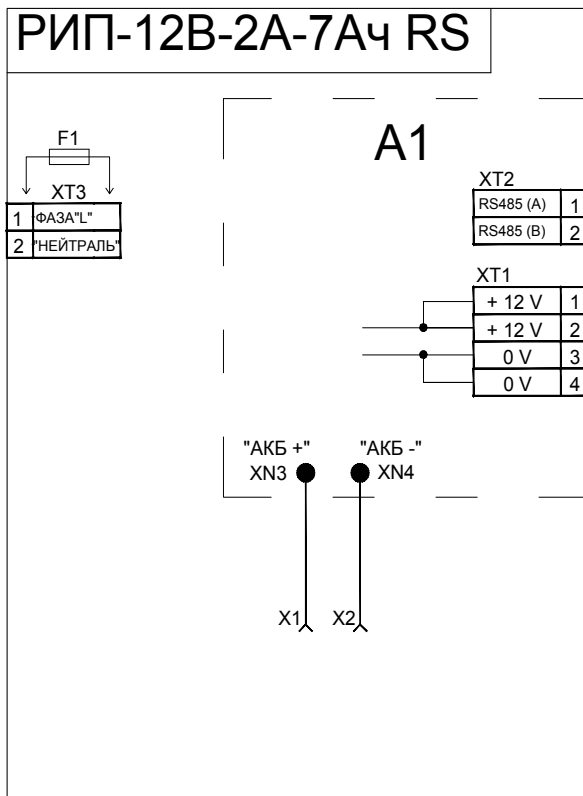 РИП-12В-2А-7Ач RS
A1
F1
XT3
1 ФАЗА"L"
2 "НЕЙТРАЛЬ"
XT2
RS485 (A) 1
RS485 (B) 2
XT1
+ 12 V 1
+ 12 V 2
0 V 3
0 V 4
"АКБ +" "АКБ -"
XN3 XN4
X1 X2